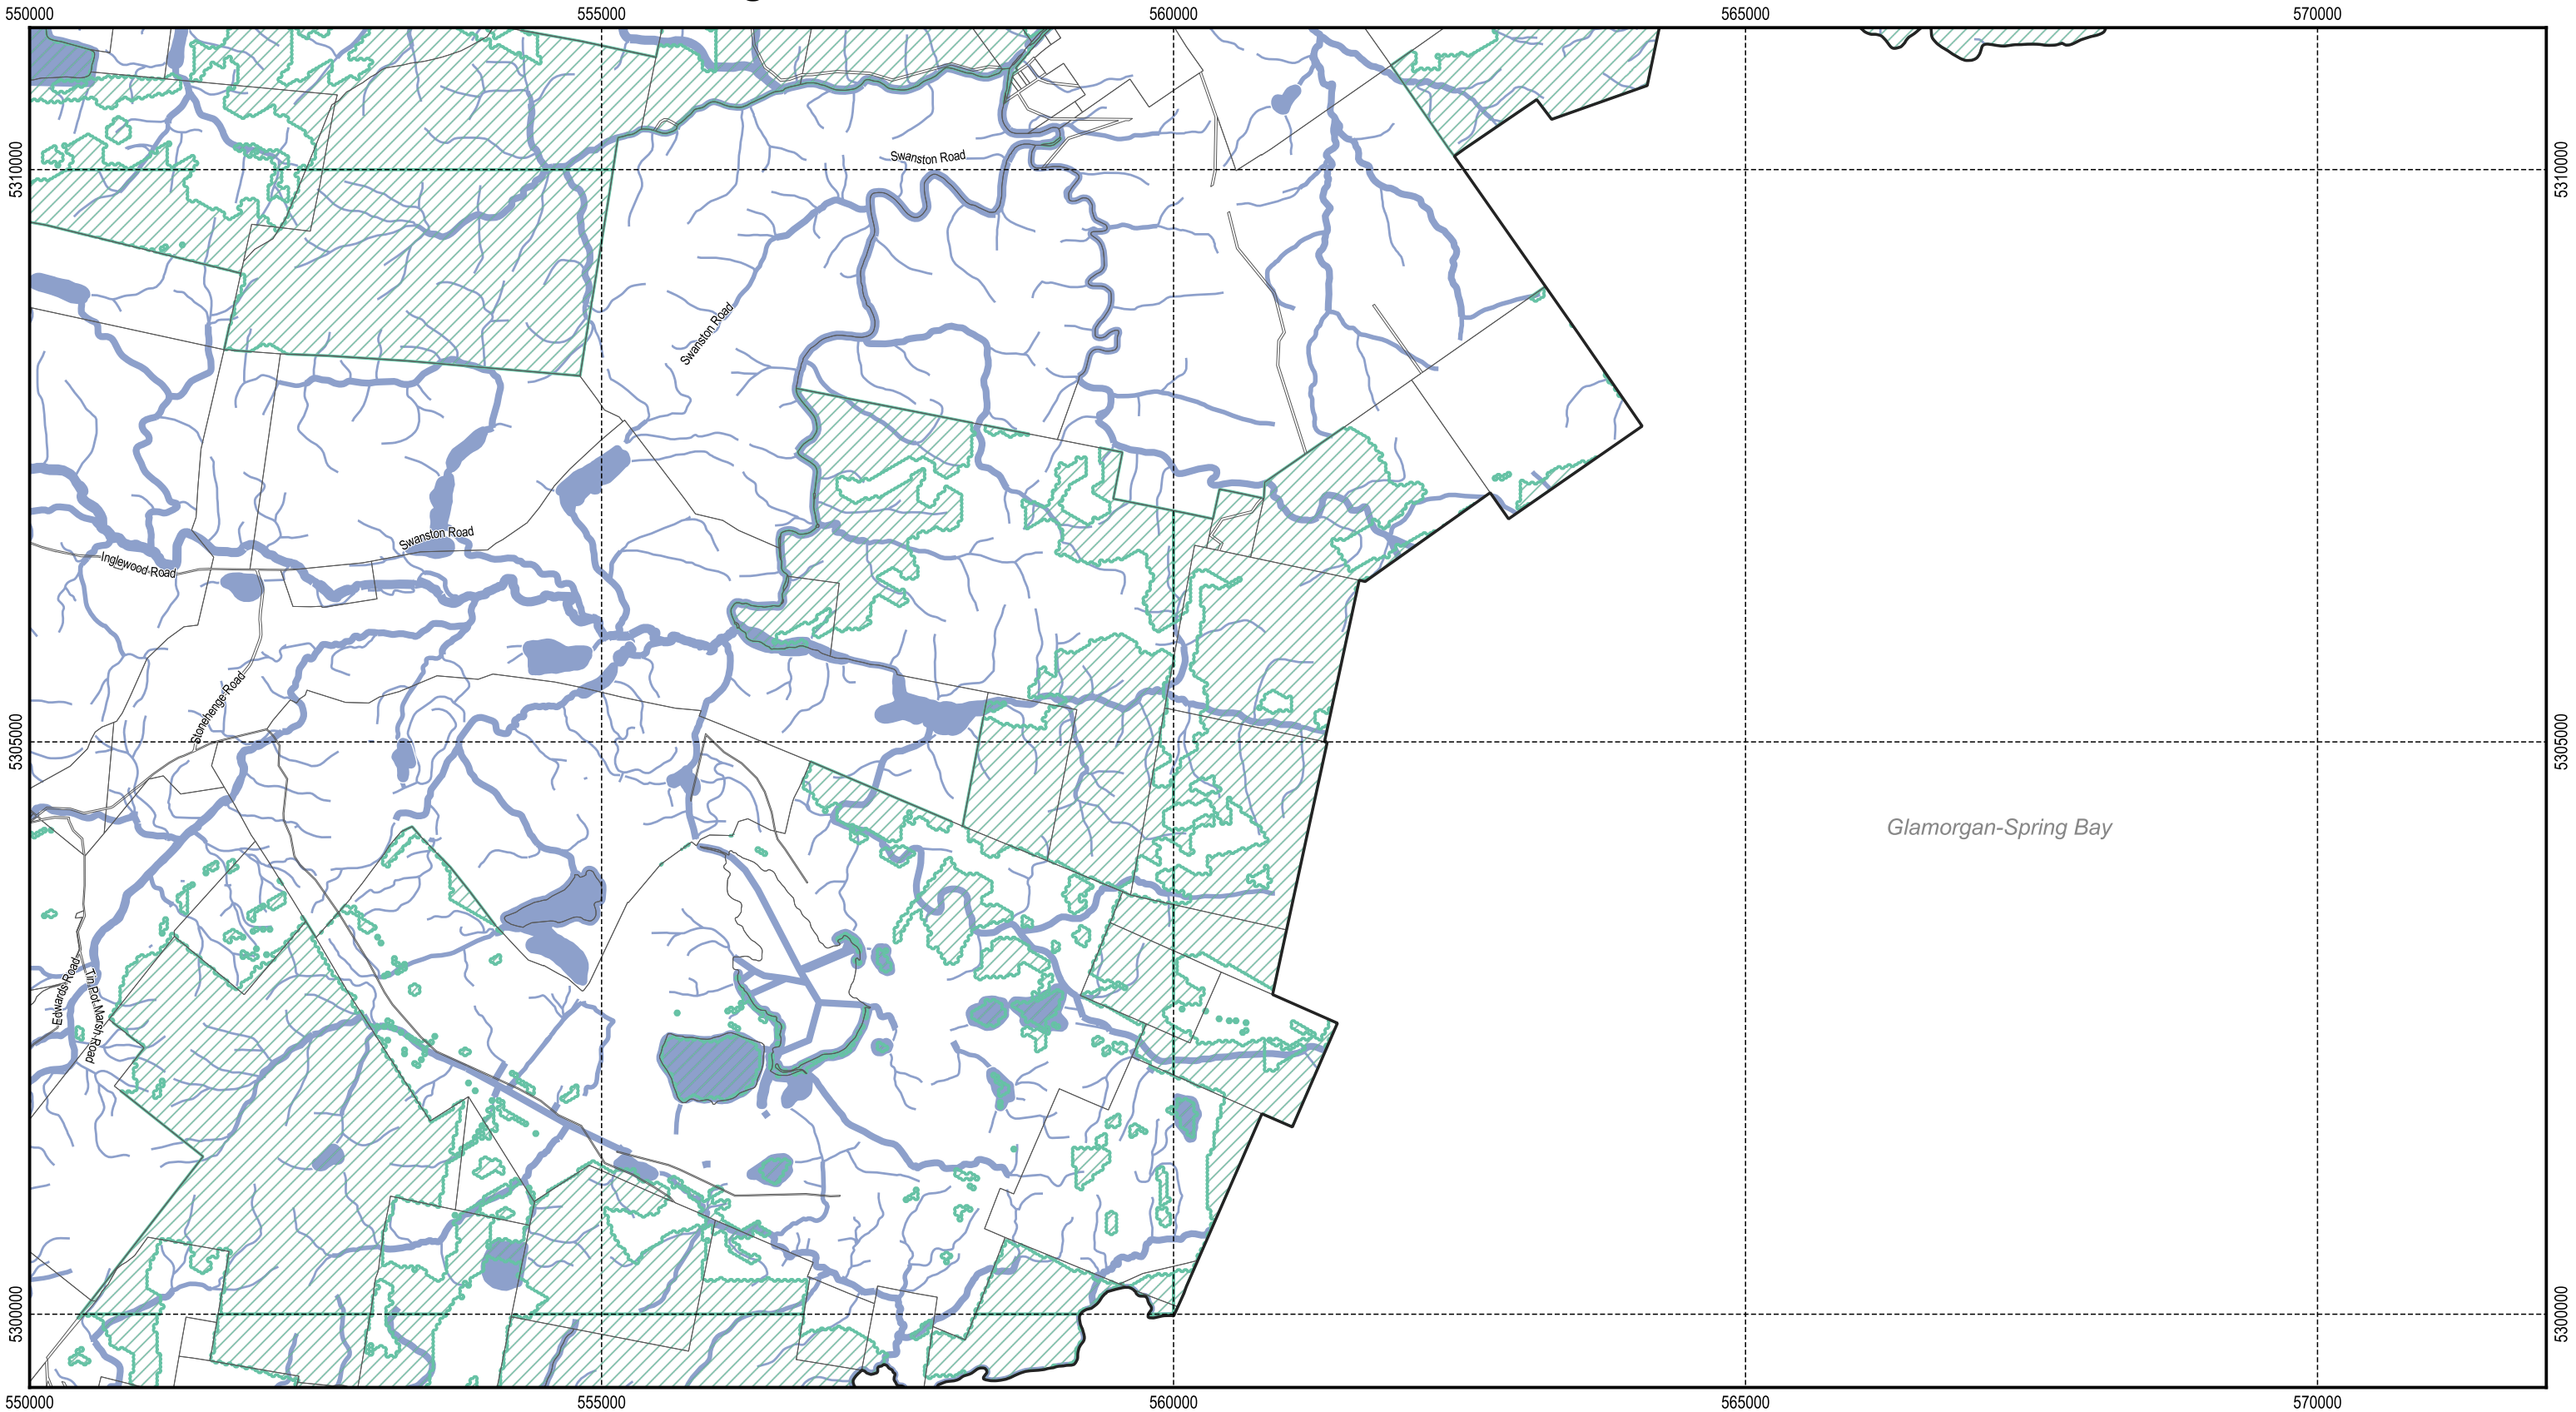 550000 555000 560000 565000 570000
5310000 5310000
Swanston Road
Swanston Road
Swanston Road
Inglewood Road
Stonehenge Road
5305000 5305000
Glamorgan-Spring Bay
Edwards Road
Tin Pot Marsh Road
5300000 5300000
550000 555000 560000 565000 570000